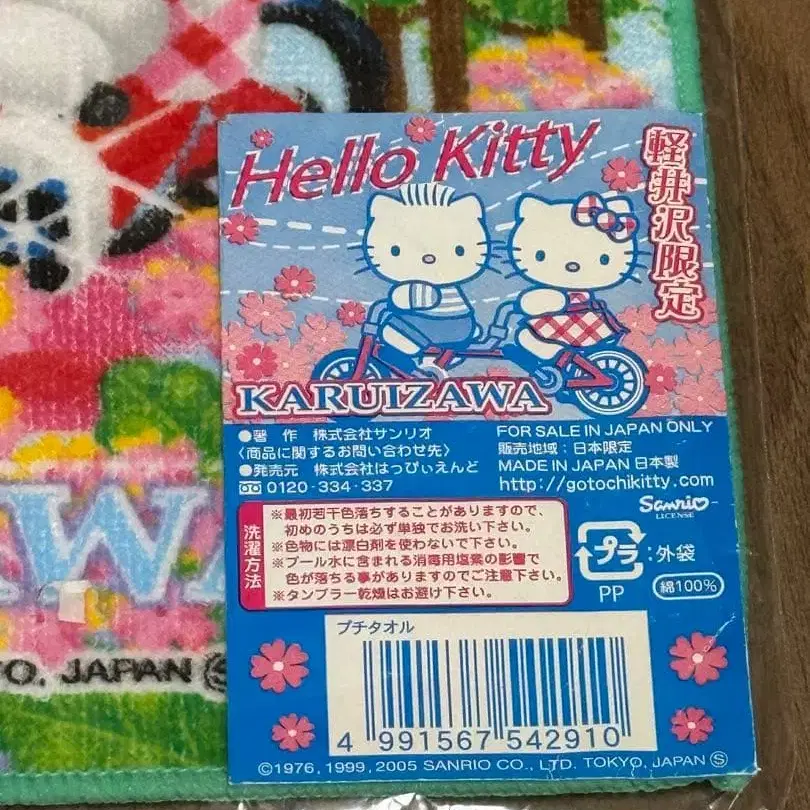 Hello Kitty
軽井沢限定
KARUIZAWA
●著 作 株式会社サンリオ
〈商品に関するお問い合わせ先〉
●発売元 株式会社はっぴぃえんど
0120-334-337
FOR SALE IN JAPAN ONLY
販売地域:日本限定
MADE IN JAPAN 日本製
http://gotochikitty.com
Sanrio
LICENSE
洗濯方法
※最初若干色落ちすることがありますので、
初めのうちは必ず単独でお洗い下さい。
※色物には漂白剤を使わないで下さい。
※プール水に含まれる消毒用塩素の影響で
色が落ちる事がありますのでご注意下さい。
※タンブラー乾燥はお避け下さい。
プラ
:外袋
PP
綿100%
プチタオル
4 991567 542910
©1976, 1999, 2005 SANRIO CO., LTD. TOKYO, JAPAN Ⓢ
AWA
YO, JAPAN Ⓢ